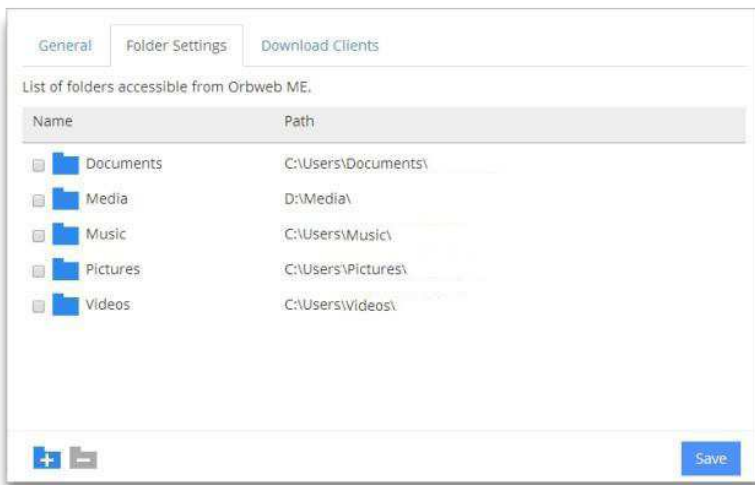 General Folder Settings Download Clients
List of folders accessible from Orbweb ME.
Name Path
Documents C:\Users\Documents\
Media D:\Media\
Music C:\Users\Music\
Pictures C:\Users\Pictures\
Videos C:\Users\Videos\
Save